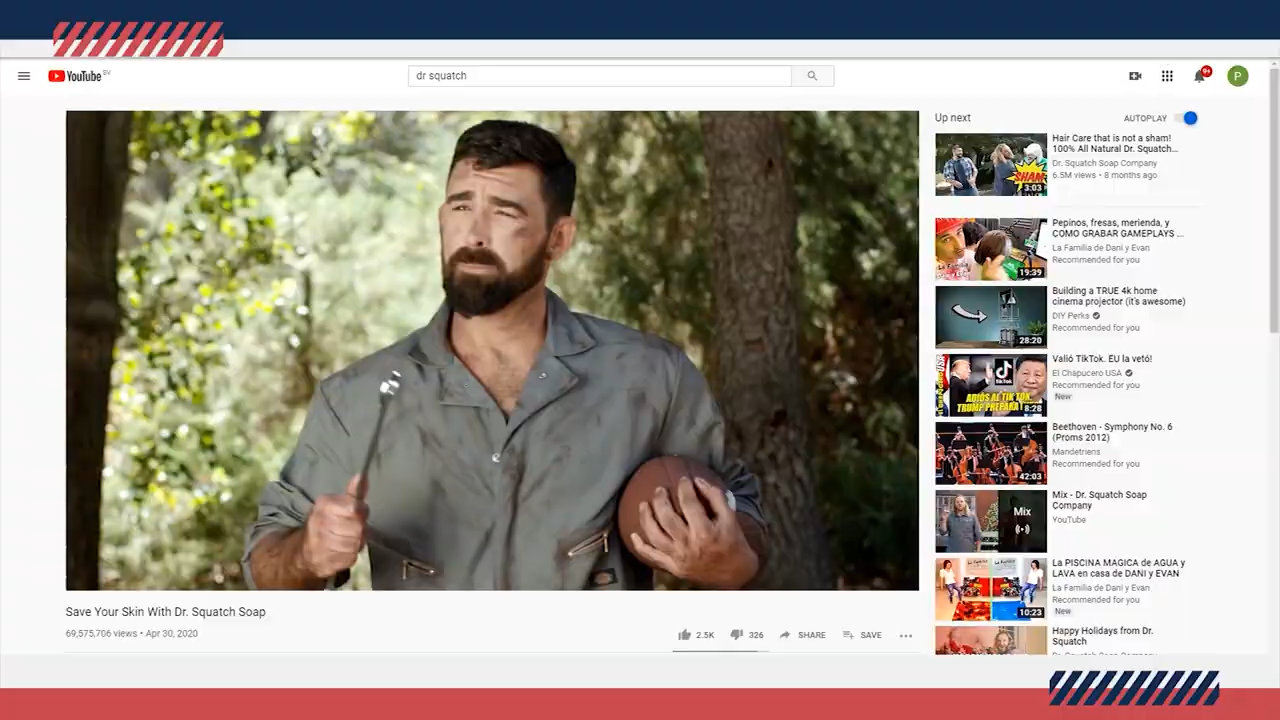 YouTube SV
dr squatch
9+
P
Up next
AUTOPLAY
Hair Care that is not a sham!
100% All Natural Dr. Squatch...
Dr. Squatch Soap Company
6.5M views • 8 months ago
SHAM
3:03
Pepinos, fresas, merienda, y
COMO GRABAR GAMEPLAYS ...
La Familia de Dani y Evan
Recommended for you
19:39
Building a TRUE 4k home
cinema projector (it's awesome)
DIY Perks
Recommended for you
28:20
Valió TikTok. EU la vetó!
El Chapucero USA
Recommended for you
New
TikTok
ADIÓS AL TIK TOK
TRUMP PREPARA
8:28
Beethoven - Symphony No. 6
(Proms 2012)
Mandetriens
Recommended for you
42:03
Mix - Dr. Squatch Soap
Company
YouTube
Mix
La PISCINA MAGICA de AGUA y
LAVA en casa de DANI y EVAN
La Familia de Dani y Evan
Recommended for you
New
10:23
Happy Holidays from Dr.
Squatch
Dr. Squatch Soap Company
Save Your Skin With Dr. Squatch Soap
69,575,706 views • Apr 30, 2020
2.5K
326
SHARE
SAVE